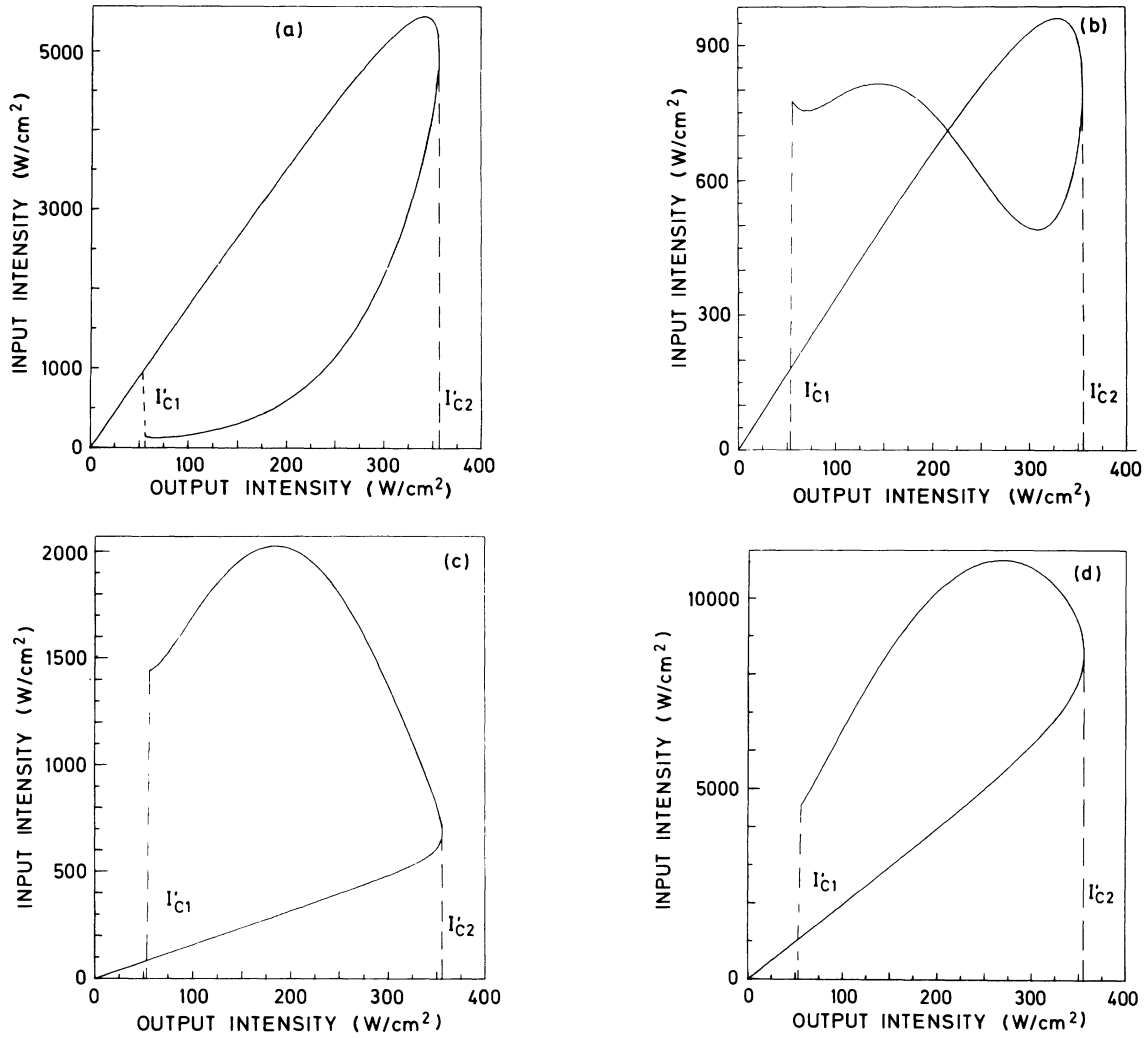 (a)
INPUT INTENSITY (W/cm²)
5000
3000
1000
0
I'C1
I'C2
0 100 200 300 400
OUTPUT INTENSITY (W/cm²)
(b)
INPUT INTENSITY (W/cm²)
900
600
300
0
I'C1
I'C2
0 100 200 300 400
OUTPUT INTENSITY (W/cm²)
(c)
INPUT INTENSITY (W/cm²)
2000
1500
1000
500
0
I'C1
I'C2
0 100 200 300 400
OUTPUT INTENSITY (W/cm²)
(d)
INPUT INTENSITY (W/cm²)
10000
5000
0
I'C1
I'C2
0 100 200 300 400
OUTPUT INTENSITY (W/cm²)